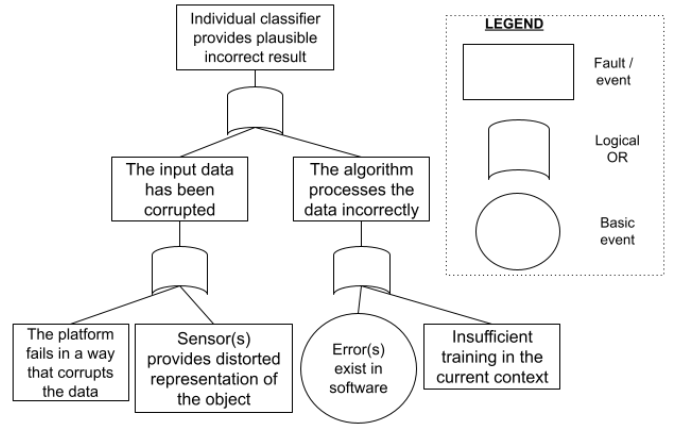 Individual classifier
provides plausible
incorrect result
LEGEND
Fault /
event
Logical
OR
Basic
event
The input data
has been
corrupted
The algorithm
processes the
data incorrectly
The platform
fails in a way
that corrupts
the data
Sensor(s)
provides distorted
representation of
the object
Error(s)
exist in
software
Insufficient
training in the
current context